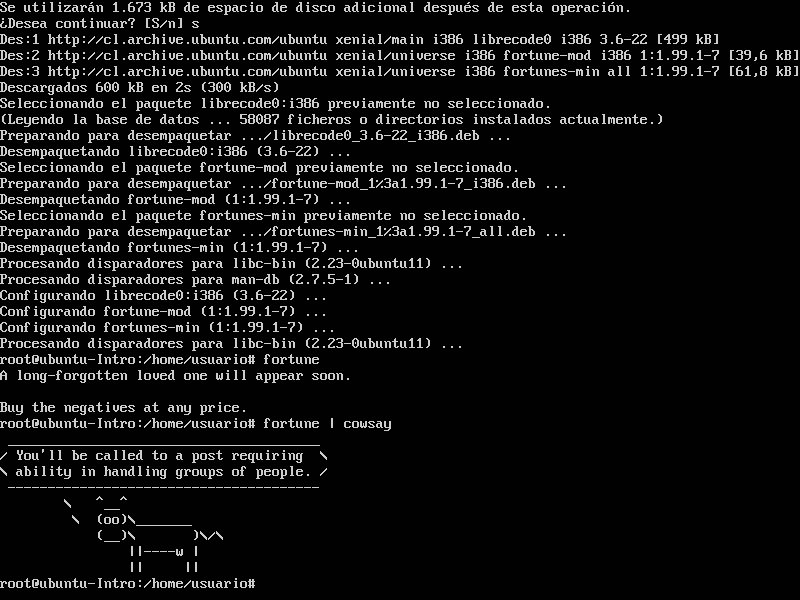 Se utilizarán 1.673 kB de espacio de disco adicional después de esta operación.
¿Desea continuar? [S/n] s
Des:1 http://cl.archive.ubuntu.com/ubuntu xenial/main i386 librecode0 i386 3.6-22 [499 kB]
Des:2 http://cl.archive.ubuntu.com/ubuntu xenial/universe i386 fortune-mod i386 1:1.99.1-7 [39,6 kB]
Des:3 http://cl.archive.ubuntu.com/ubuntu xenial/universe i386 fortunes-min all 1:1.99.1-7 [61,8 kB]
Descargados 600 kB en 2s (300 kB/s)
Seleccionando el paquete librecode0:i386 previamente no seleccionado.
(Leyendo la base de datos ... 58087 ficheros o directorios instalados actualmente.)
Preparando para desempaquetar .../librecode0_3.6-22_i386.deb ...
Desempaquetando librecode0:i386 (3.6-22) ...
Seleccionando el paquete fortune-mod previamente no seleccionado.
Preparando para desempaquetar .../fortune-mod_1%3a1.99.1-7_i386.deb ...
Desempaquetando fortune-mod (1:1.99.1-7) ...
Seleccionando el paquete fortunes-min previamente no seleccionado.
Preparando para desempaquetar .../fortunes-min_1%3a1.99.1-7_all.deb ...
Desempaquetando fortunes-min (1:1.99.1-7) ...
Procesando disparadores para libc-bin (2.23-0ubuntu11) ...
Procesando disparadores para man-db (2.7.5-1) ...
Configurando librecode0:i386 (3.6-22) ...
Configurando fortune-mod (1:1.99.1-7) ...
Configurando fortunes-min (1:1.99.1-7) ...
Procesando disparadores para libc-bin (2.23-0ubuntu11) ...
root@ubuntu-Intro:/home/usuario# fortune
A long-forgotten loved one will appear soon.

Buy the negatives at any price.
root@ubuntu-Intro:/home/usuario# fortune | cowsay
 _______________________________________
/ You'll be called to a post requiring  \
\ ability in handling groups of people. /
 ---------------------------------------
        \   ^__^
         \  (oo)\_______
            (__)\       )\/\
                ||----w |
                ||     ||
root@ubuntu-Intro:/home/usuario#